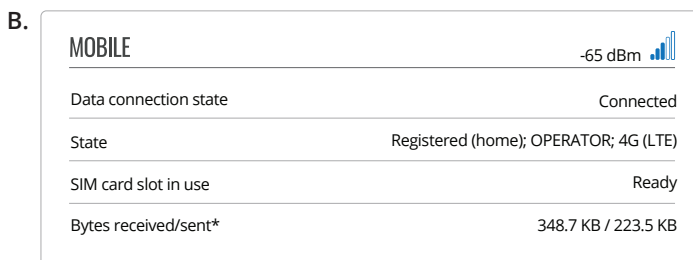 B.
MOBILE -65 dBm
Data connection state Connected
State Registered (home); OPERATOR; 4G (LTE)
SIM card slot in use Ready
Bytes received/sent* 348.7 KB / 223.5 KB